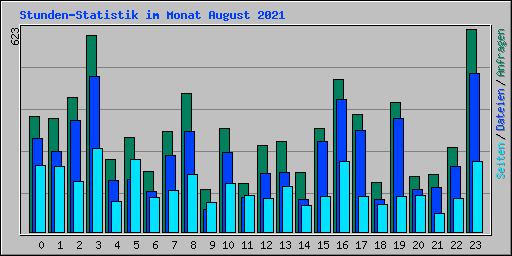 Stunden-Statistik im Monat August 2021
623
Seiten / Dateien / Anfragen
0 1 2 3 4 5 6 7 8 9 10 11 12 13 14 15 16 17 18 19 20 21 22 23